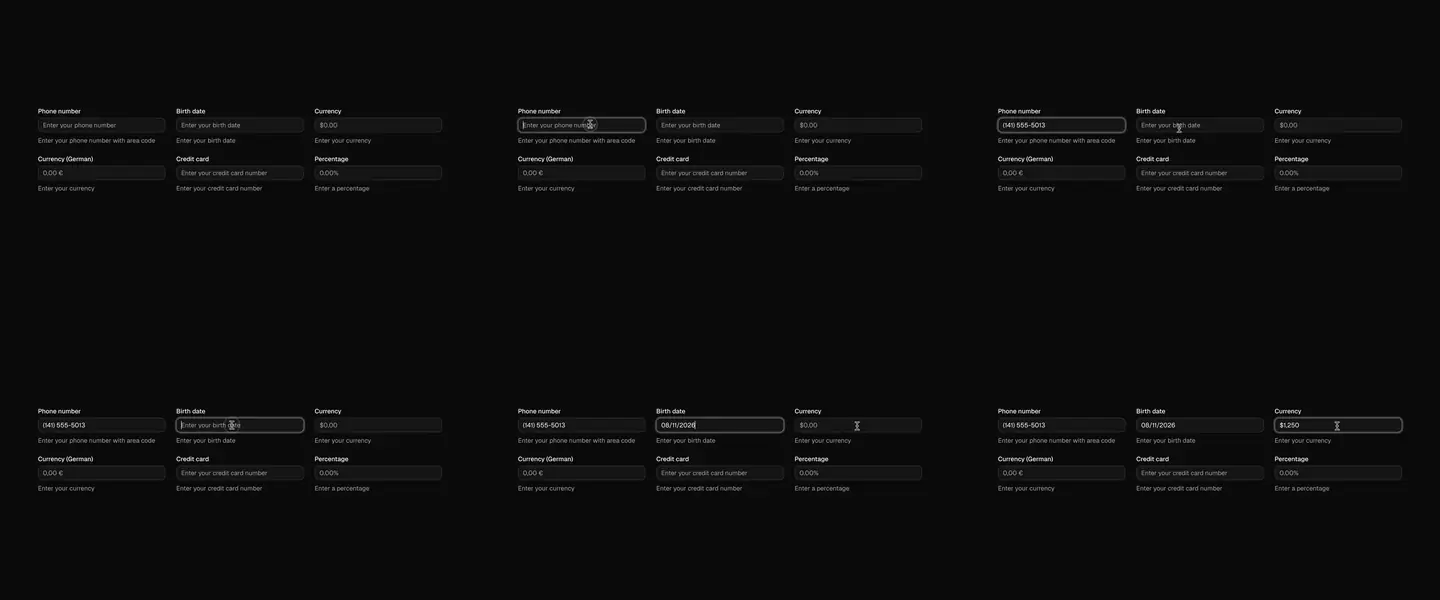 Phone number Birth date Currency
Enter your phone number Enter your birth date $0.00
Enter your phone number with area code Enter your birth date Enter your currency
Currency (German) Credit card Percentage
0,00 € Enter your credit card number 0.00%
Enter your currency Enter your credit card number Enter a percentage
Phone number Birth date Currency
Enter your phone number Enter your birth date $0.00
Enter your phone number with area code Enter your birth date Enter your currency
Currency (German) Credit card Percentage
0,00 € Enter your credit card number 0.00%
Enter your currency Enter your credit card number Enter a percentage
Phone number Birth date Currency
(141) 555-5013 Enter your birth date $0.00
Enter your phone number with area code Enter your birth date Enter your currency
Currency (German) Credit card Percentage
0,00 € Enter your credit card number 0.00%
Enter your currency Enter your credit card number Enter a percentage
Phone number Birth date Currency
(141) 555-5013 Enter your birth date $0.00
Enter your phone number with area code Enter your birth date Enter your currency
Currency (German) Credit card Percentage
0,00 € Enter your credit card number 0.00%
Enter your currency Enter your credit card number Enter a percentage
Phone number Birth date Currency
(141) 555-5013 08/11/2026 $0.00
Enter your phone number with area code Enter your birth date Enter your currency
Currency (German) Credit card Percentage
0,00 € Enter your credit card number 0.00%
Enter your currency Enter your credit card number Enter a percentage
Phone number Birth date Currency
(141) 555-5013 08/11/2026 $1,250
Enter your phone number with area code Enter your birth date Enter your currency
Currency (German) Credit card Percentage
0,00 € Enter your credit card number 0.00%
Enter your currency Enter your credit card number Enter a percentage